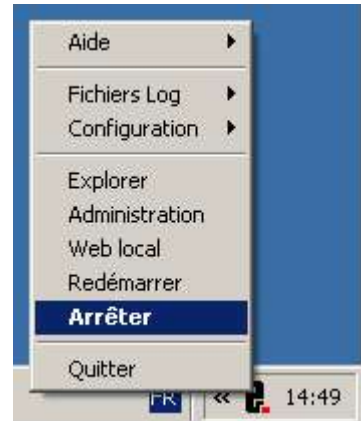 Aide
Fichiers Log
Configuration
Explorer
Administration
Web local
Redémarrer
Arrêter
Quitter
FR « 14:49